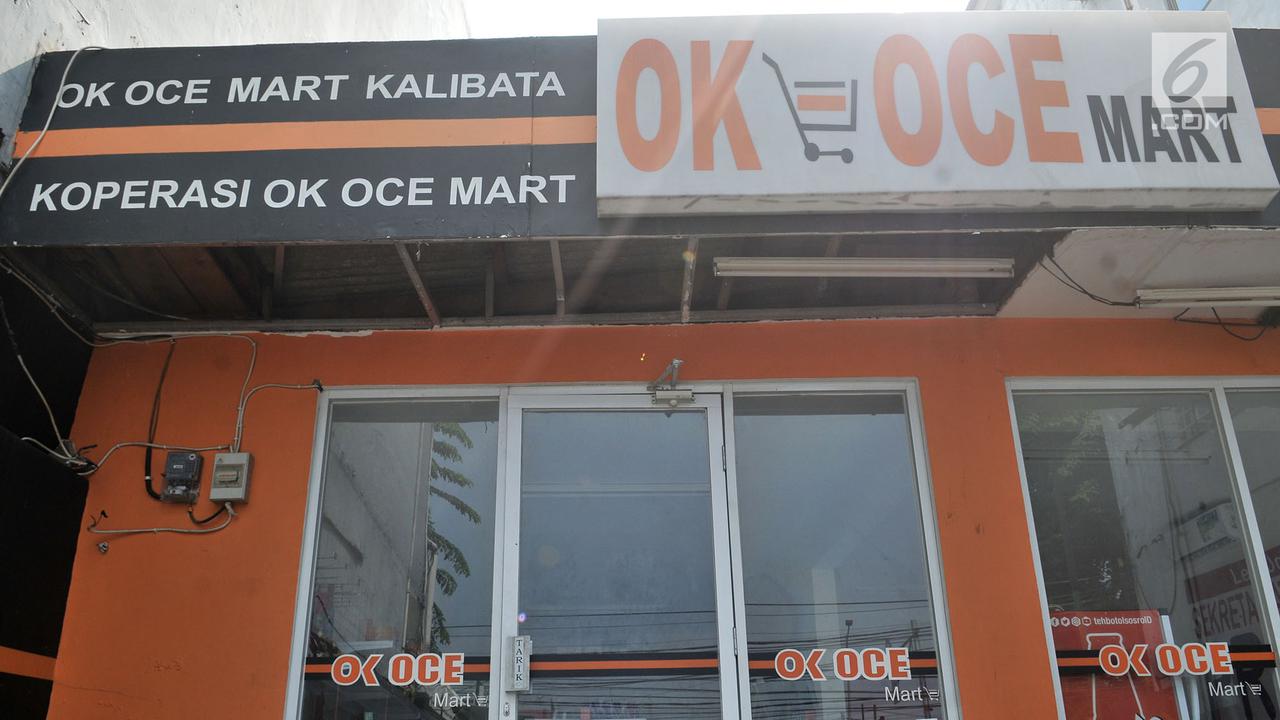 OK OCE MART KALIBATA
KOPERASI OK OCE MART
OK OCE MART
6
.COM
TARIK
OK OCE
Mart
OK OCE
Mart
tehbotolsosroID
SEKRETA
OK OCE
Mart